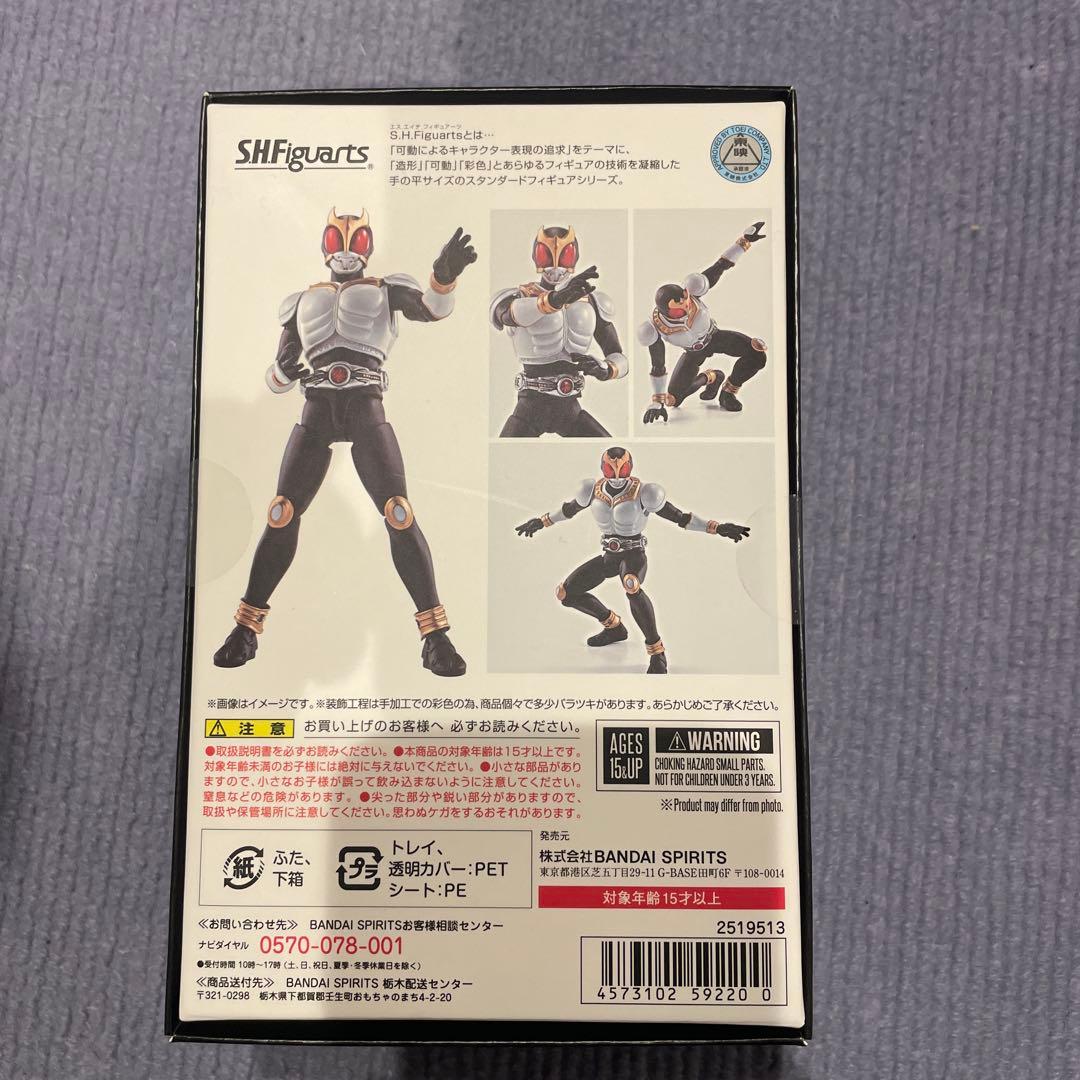 S.H.Figuarts®
エス エイチ フィギュアーツ
S.H.Figuartsとは…
「可動によるキャラクター表現の追求」をテーマに、
「造形」「可動」「彩色」とあらゆるフィギュアの技術を凝縮した
手の平サイズのスタンダードフィギュアシリーズ。
APPROVED BY TOEI COMPANY, LTD.
東映
※画像はイメージです。※装飾工程は手加工での彩色の為、商品個々で多少バラツキがあります。あらかじめご了承ください。
注意 お買い上げのお客様へ 必ずお読みください。
●取扱説明書を必ずお読みください。●本商品の対象年齢は15才以上です。
対象年齢未満のお子様には絶対に与えないでください。●小さな部品があり
ますので、小さなお子様が誤って飲み込まないように注意してください。
窒息などの危険があります。●尖った部分や鋭い部分がありますので、
取扱や保管場所に注意してください。思わぬケガをするおそれがあります。
AGES
15&UP
WARNING
CHOKING HAZARD SMALL PARTS.
NOT FOR CHILDREN UNDER 3 YEARS.
※Product may differ from photo.
紙 ふた、
下箱
プラ トレイ、
透明カバー:PET
シート:PE
発売元
株式会社BANDAI SPIRITS
東京都港区芝五丁目29-11 G-BASE田町6F 〒108-0014
対象年齢15才以上
≪お問い合わせ先≫ BANDAI SPIRITSお客様相談センター
ナビダイヤル 0570-078-001
●受付時間 10時〜17時(土、日、祝日、夏季・冬季休業日を除く)
≪商品送付先≫ BANDAI SPIRITS 栃木配送センター
〒321-0298 栃木県下都賀郡壬生町おもちゃのまち4-2-20
2519513
4573102 592200